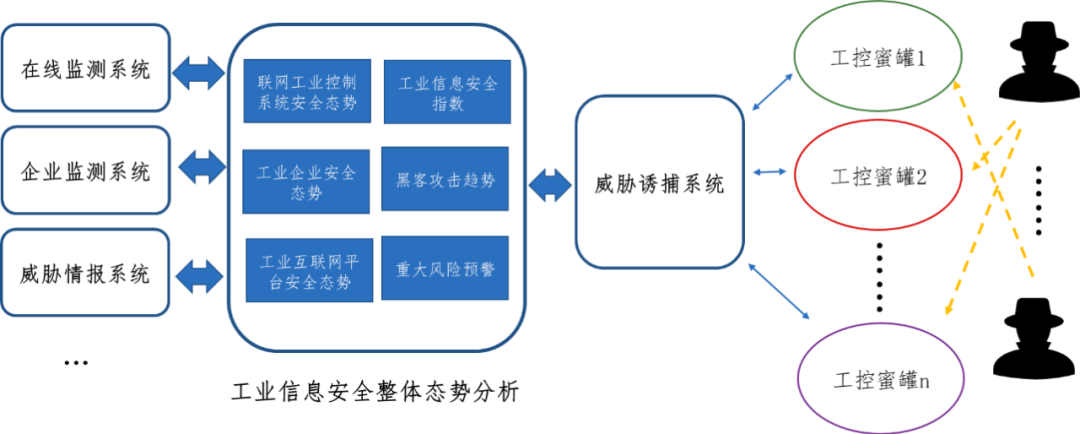 在线监测系统
企业监测系统
威胁情报系统
...
联网工业控制
系统安全态势
工业信息安全
指数
工业企业安全
态势
黑客攻击趋势
工业互联网平
台安全态势
重大风险预警
工业信息安全整体态势分析
威胁诱捕系统
工控蜜罐1
工控蜜罐2
工控蜜罐n